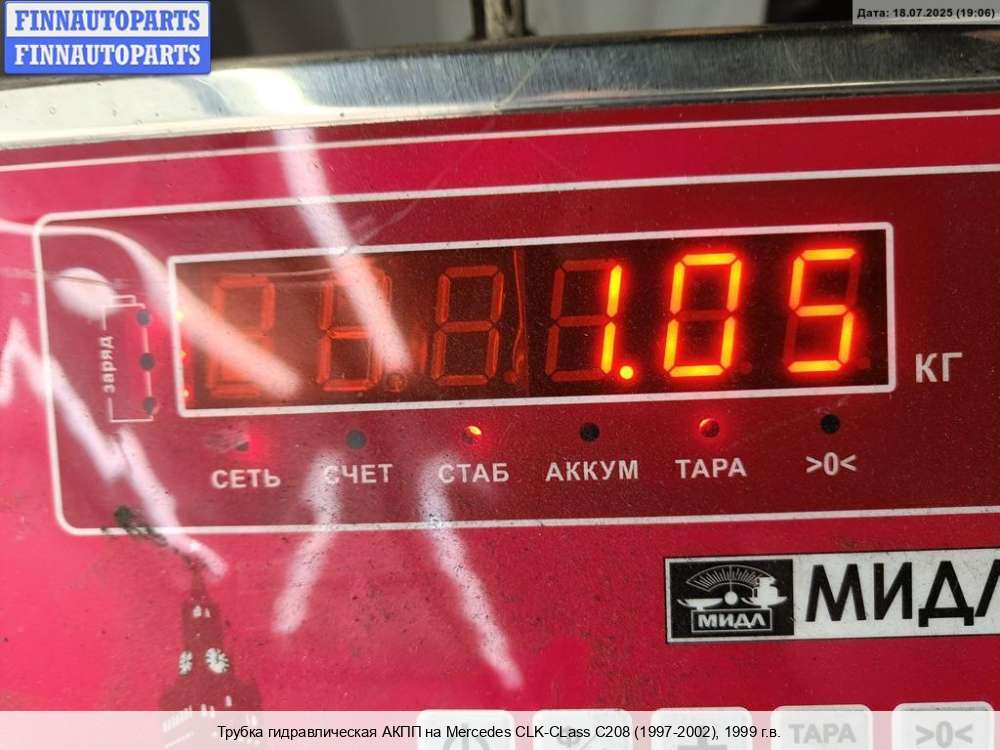 FINNAUTOPARTS
FINNAUTOPARTS
Дата: 18.07.2025 (19:06)
заряд
1.05
КГ
СЕТЬ СЧЕТ СТАБ АККУМ ТАРА >0<
МИДЛ
МИДЛ
ТАРА >0<
Трубка гидравлическая АКПП на Mercedes CLK-CLass C208 (1997-2002), 1999 г.в.